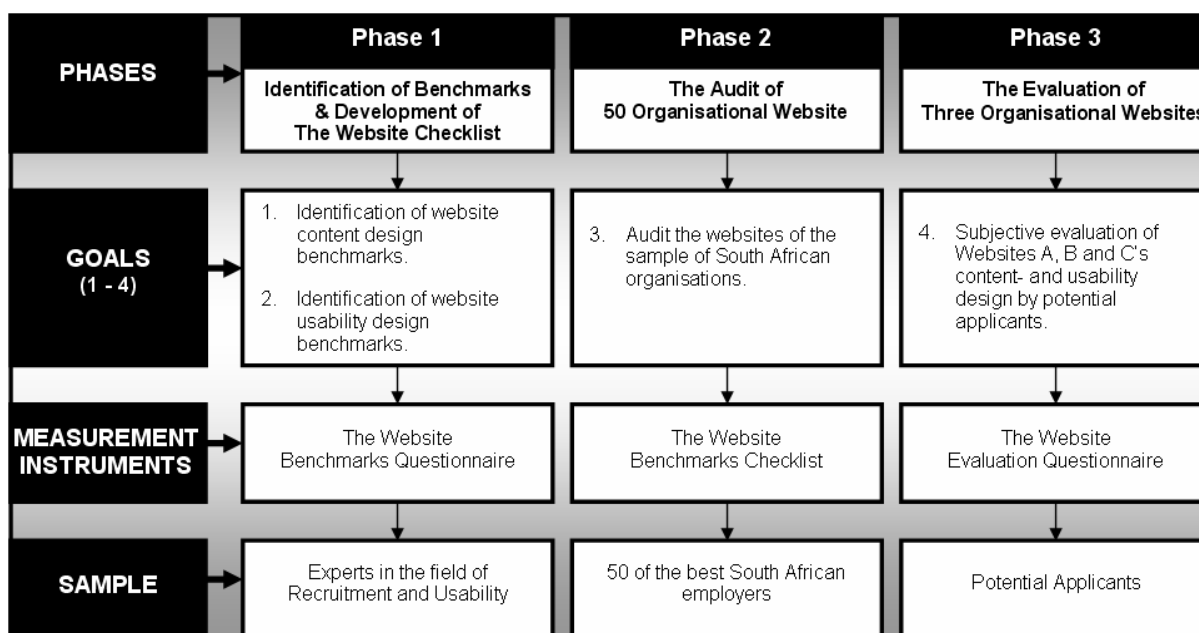 PHASES
Phase 1
Identification of Benchmarks
& Development of
The Website Checklist
Phase 2
The Audit of
50 Organisational Website
Phase 3
The Evaluation of
Three Organisational Websites
GOALS
(1 - 4)
1. Identification of website
content design
benchmarks.
2. Identification of website
usability design
benchmarks.
3. Audit the websites of the
sample of South African
organisations.
4. Subjective evaluation of
Websites A, B and C's
content- and usability
design by potential
applicants.
MEASUREMENT
INSTRUMENTS
The Website
Benchmarks Questionnaire
The Website
Benchmarks Checklist
The Website
Evaluation Questionnaire
SAMPLE
Experts in the field of
Recruitment and Usability
50 of the best South African
employers
Potential Applicants